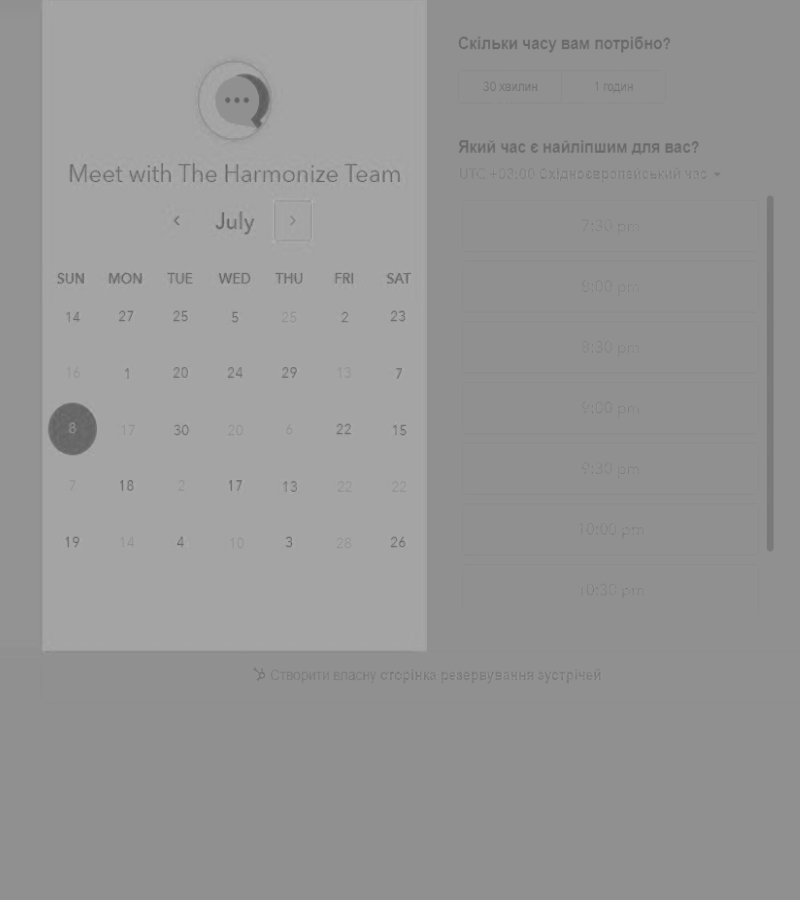 Meet with The Harmonize Team
July
SUN MON TUE WED THU FRI SAT
14 27 25 5 25 2 23
16 1 20 24 29 13 7
8 17 30 20 6 22 15
7 18 2 17 13 22 22
19 14 4 10 3 28 26
Скільки часу вам потрібно?
30 хвилин 1 годин
Який час є найліпшим для вас?
UTC +03:00 Східноєвропейський час
7:30 pm
8:00 pm
8:30 pm
9:00 pm
9:30 pm
10:00 pm
10:30 pm
Створити власну сторінка резервування зустрічей